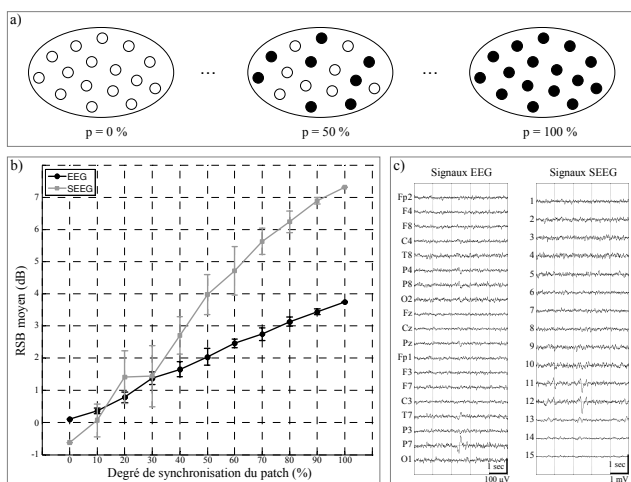 a)
... ...
p = 0 % p = 50 % p = 100 %
b)
EEG
SEEG
RSB moyen (dB)
7
6
5
4
3
2
1
0
-1
0 10 20 30 40 50 60 70 80 90 100
Degré de synchronisation du patch (%)
c)
Signaux EEG
Fp2
F4
F8
C4
T8
P4
P8
O2
Fz
Cz
Pz
Fp1
F3
F7
C3
T7
P3
P7
O1
1 sec
100 µV
Signaux SEEG
1
2
3
4
5
6
7
8
9
10
11
12
13
14
15
1 sec
1 mV